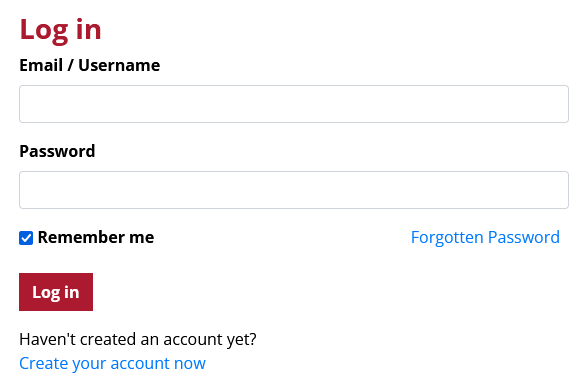 Log in
Email / Username
Password
Remember me
Forgotten Password
Log in
Haven't created an account yet?
Create your account now